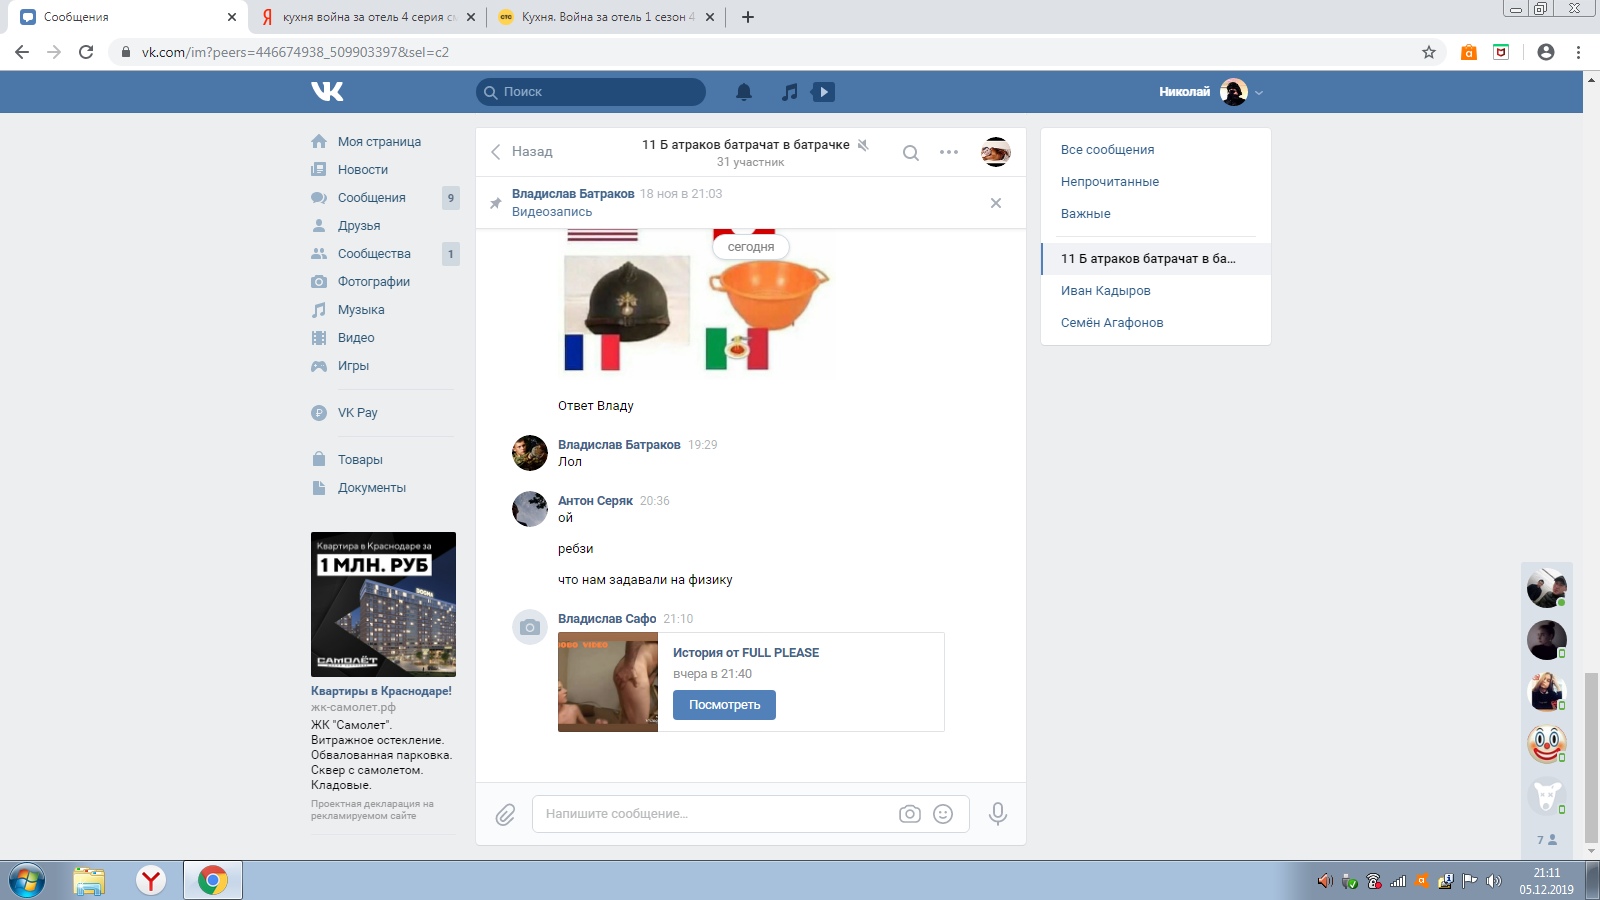 Сообщения
кухня война за отель 4 серия см
Кухня. Война за отель 1 сезон 4
vk.com/im?peers=446674938_509903397&sel=c2
Поиск
Николай
Моя страница
Новости
Сообщения 9
Друзья
Сообщества 1
Фотографии
Музыка
Видео
Игры
VK Pay
Товары
Документы
Квартира в Краснодаре за
1 МЛН. РУБ
DOGMA
САМОЛЁТ
Квартиры в Краснодаре!
жк-самолет.рф
ЖК "Самолет".
Витражное остекление.
Обвалованная парковка.
Сквер с самолетом.
Кладовые.
Проектная декларация на
рекламируемом сайте
Назад
11 Б атраков батрачат в батрачке
31 участник
Владислав Батраков 18 ноя в 21:03
Видеозапись
сегодня
Ответ Владу
Владислав Батраков 19:29
Лол
Антон Серяк 20:36
ой
ребзи
что нам задавали на физику
Владислав Сафо 21:10
История от FULL PLEASE
вчера в 21:40
Посмотреть
Напишите сообщение...
Все сообщения
Непрочитанные
Важные
11 Б атраков батрачат в ба...
Иван Кадыров
Семён Агафонов
7
21:11
05.12.2019